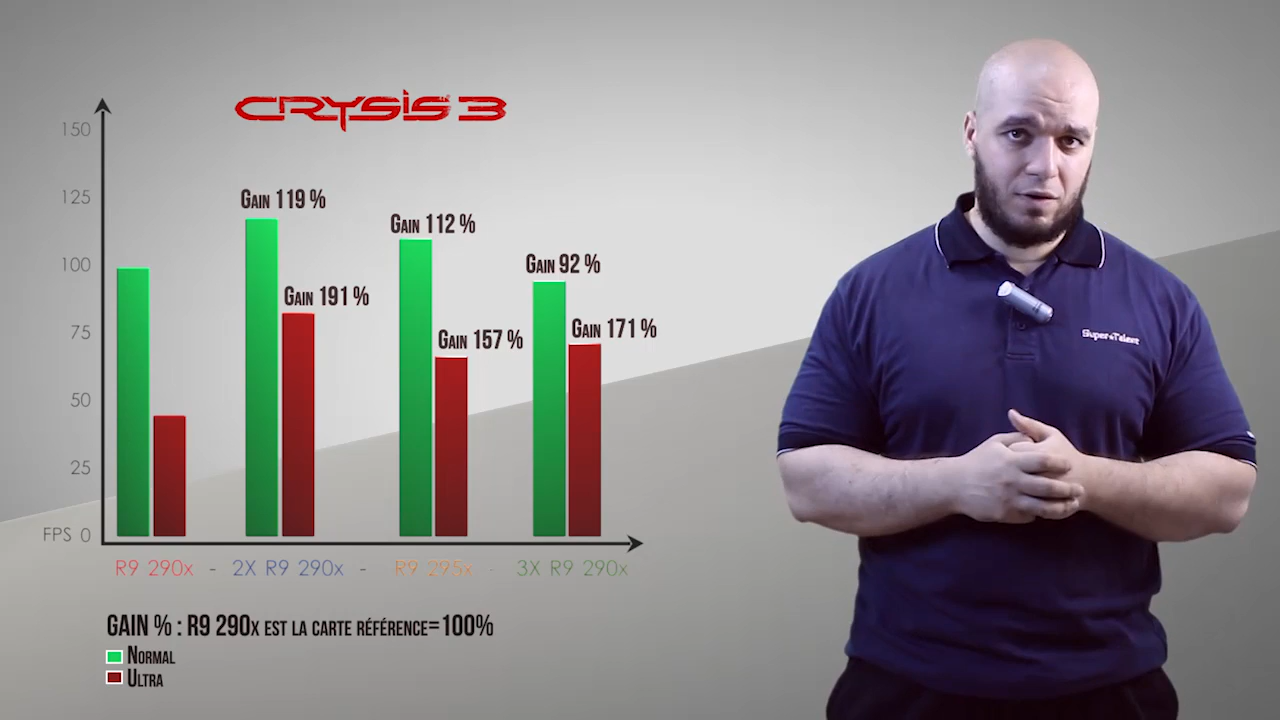 CRYSIS 3
150
125
100
75
50
25
FPS 0
Gain 119 %
Gain 191 %
Gain 112 %
Gain 157 %
Gain 92 %
Gain 171 %
R9 290x - 2X R9 290x - R9 295x - 3X R9 290x
GAIN % : R9 290x est la carte référence=100%
Normal
Ultra
Super Talent